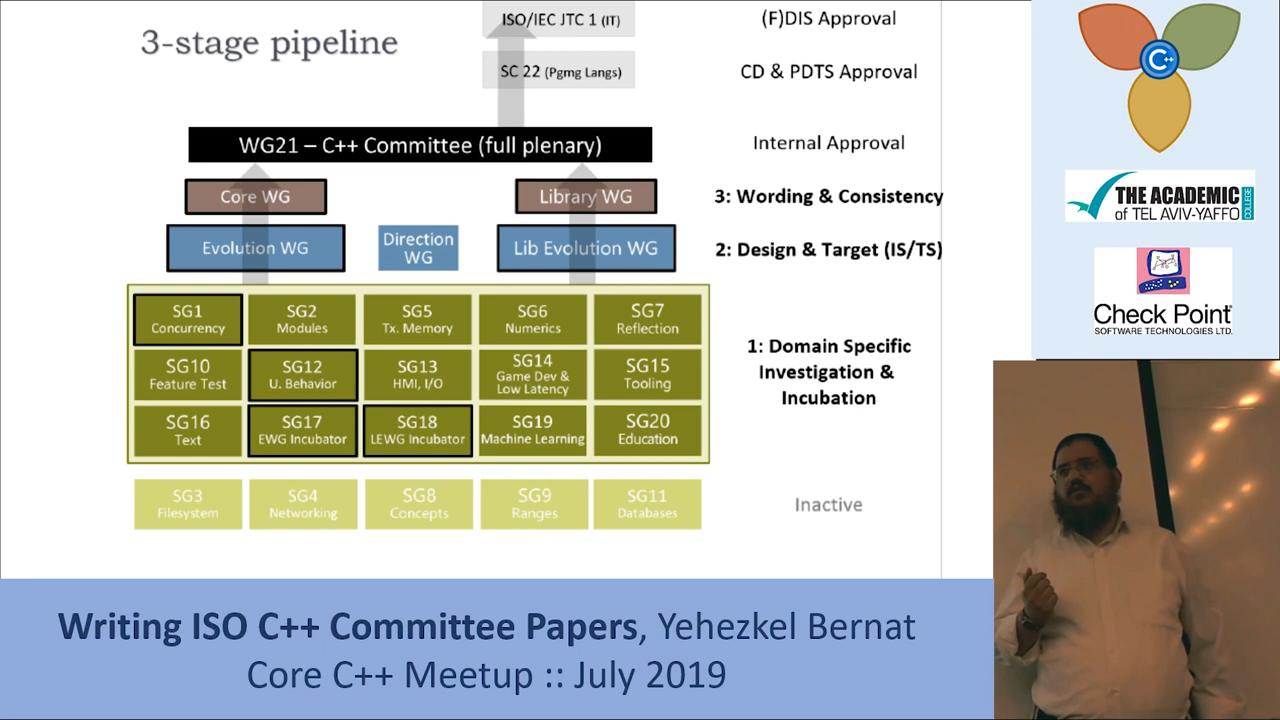 3-stage pipeline
ISO/IEC JTC 1 (IT)
(F)DIS Approval
SC 22 (Pgmg Langs)
CD & PDTS Approval
WG21 – C++ Committee (full plenary)
Internal Approval
Core WG
Library WG
3: Wording & Consistency
Evolution WG
Direction
WG
Lib Evolution WG
2: Design & Target (IS/TS)
SG1
Concurrency
SG2
Modules
SG5
Tx. Memory
SG6
Numerics
SG7
Reflection
SG10
Feature Test
SG12
U. Behavior
SG13
HMI, I/O
SG14
Game Dev &
Low Latency
SG15
Tooling
SG16
Text
SG17
EWG Incubator
SG18
LEWG Incubator
SG19
Machine Learning
SG20
Education
1: Domain Specific
Investigation &
Incubation
SG3
Filesystem
SG4
Networking
SG8
Concepts
SG9
Ranges
SG11
Databases
Inactive
C++
THE ACADEMIC
of TEL AVIV-YAFFO
COLLEGE
Check Point
SOFTWARE TECHNOLOGIES LTD.
Writing ISO C++ Committee Papers, Yehezkel Bernat
Core C++ Meetup :: July 2019